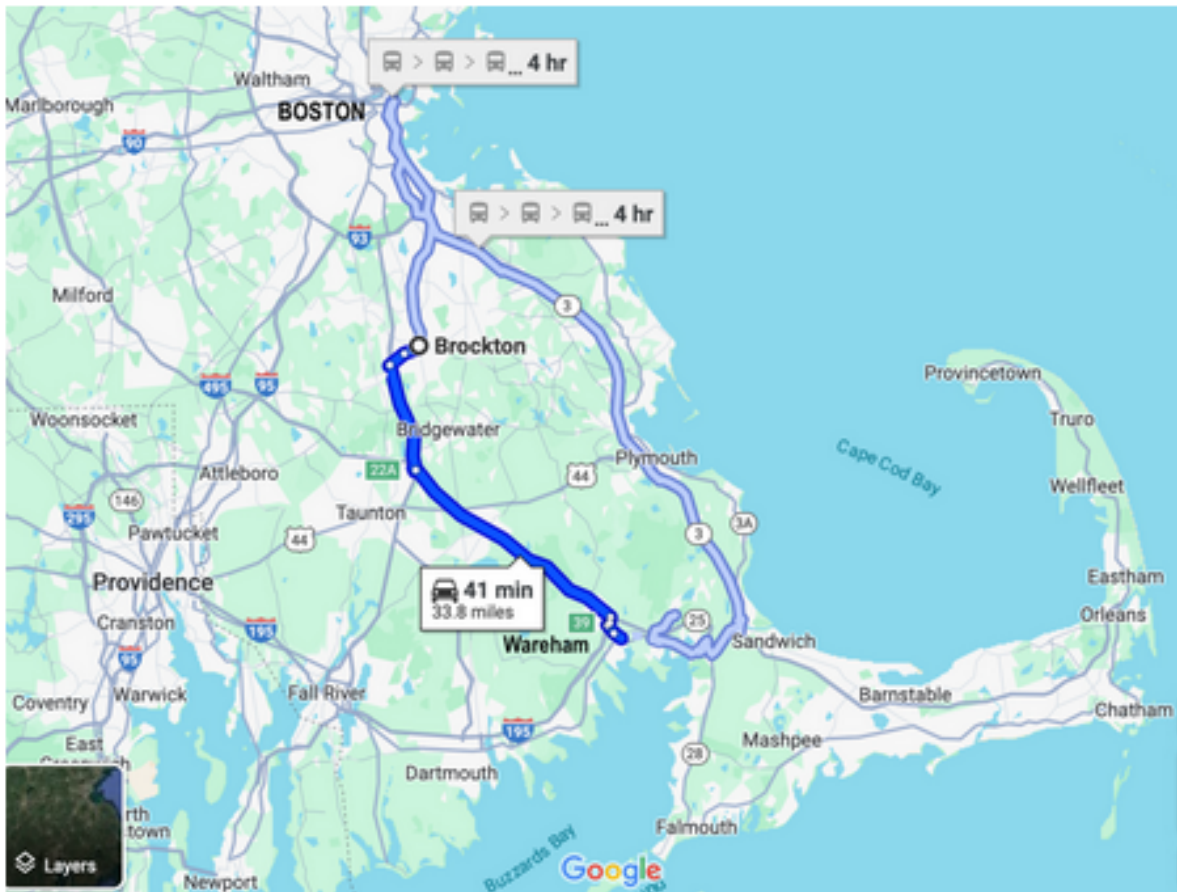 4 hr
Waltham
Marlborough
BOSTON
90
... 4 hr
93
Milford
3
Brockton
Provincetown
495
95
Truro
Woonsocket
Bridgewater
Cape Cod Bay
Plymouth
Attleboro
22A
44
Wellfleet
146
Taunton
3A
295
Pawtucket
44
3
Providence
41 min
33.8 miles
Eastham
Orleans
Cranston
195
39
25
Wareham
Sandwich
95
Coventry
Warwick
Fall River
Barnstable
Chatham
195
East
Mashpee
28
Dartmouth
Falmouth
Layers
Buzzards Bay
Google
Newport